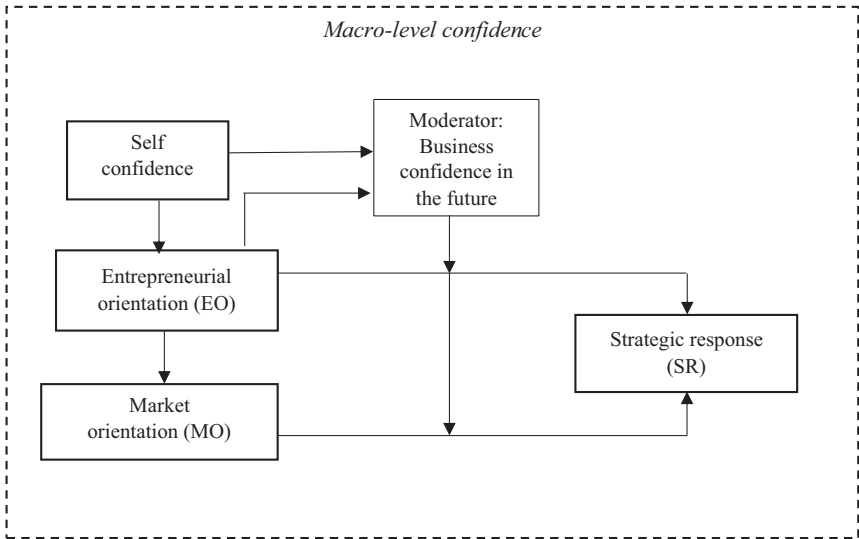 Macro-level confidence
Self
confidence
Moderator:
Business
confidence in
the future
Entrepreneurial
orientation (EO)
Strategic response
(SR)
Market
orientation (MO)